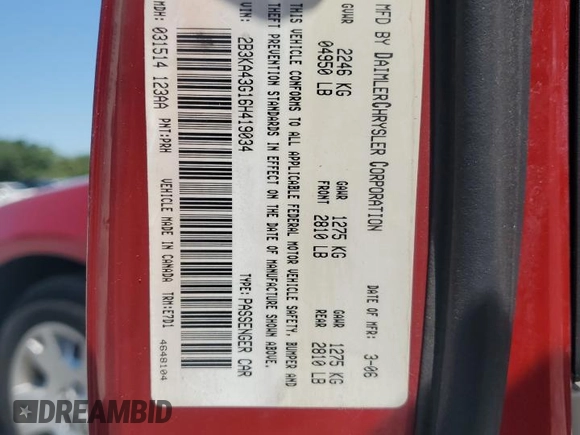 MFD BY DAIMLERCHRYSLER CORPORATION
DATE OF MFR: 3-06
GVWR
2246 KG
04950 LB
GAWR FRONT
1275 KG
2810 LB
GAWR REAR
1275 KG
2810 LB
THIS VEHICLE CONFORMS TO ALL APPLICABLE FEDERAL MOTOR VEHICLE SAFETY, BUMPER AND
THEFT PREVENTION STANDARDS IN EFFECT ON THE DATE OF MANUFACTURE SHOWN ABOVE.
VIN: 2B3KA43G16H419034
TYPE: PASSENGER CAR
MDH: 031514 123AA
PNT:PRH
VEHICLE MADE IN CANADA
TRM:E7D1
4648104
DREAMBID